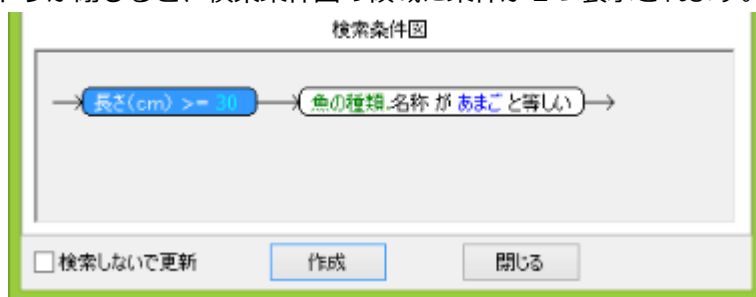 検索条件図
長さ(cm) >= 30 魚の種類.名称 が あまご と等しい
検索しないで更新 作成 閉じる